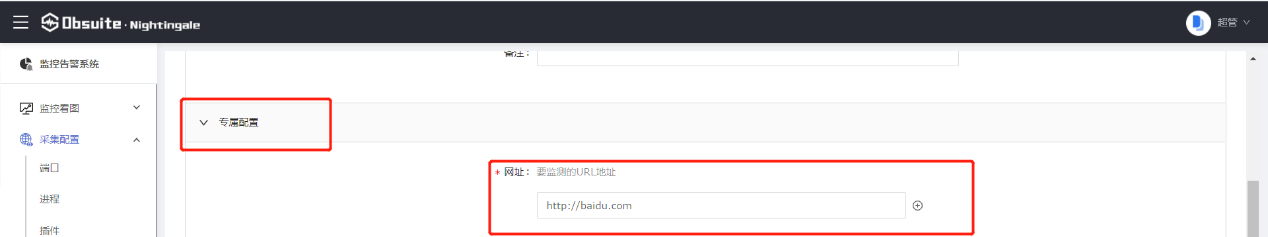 Obsuite · Nightingale
超管
监控告警系统
监控看图
采集配置
端口
进程
插件
备注：
专属配置
* 网址： 要监测的URL地址
http://baidu.com